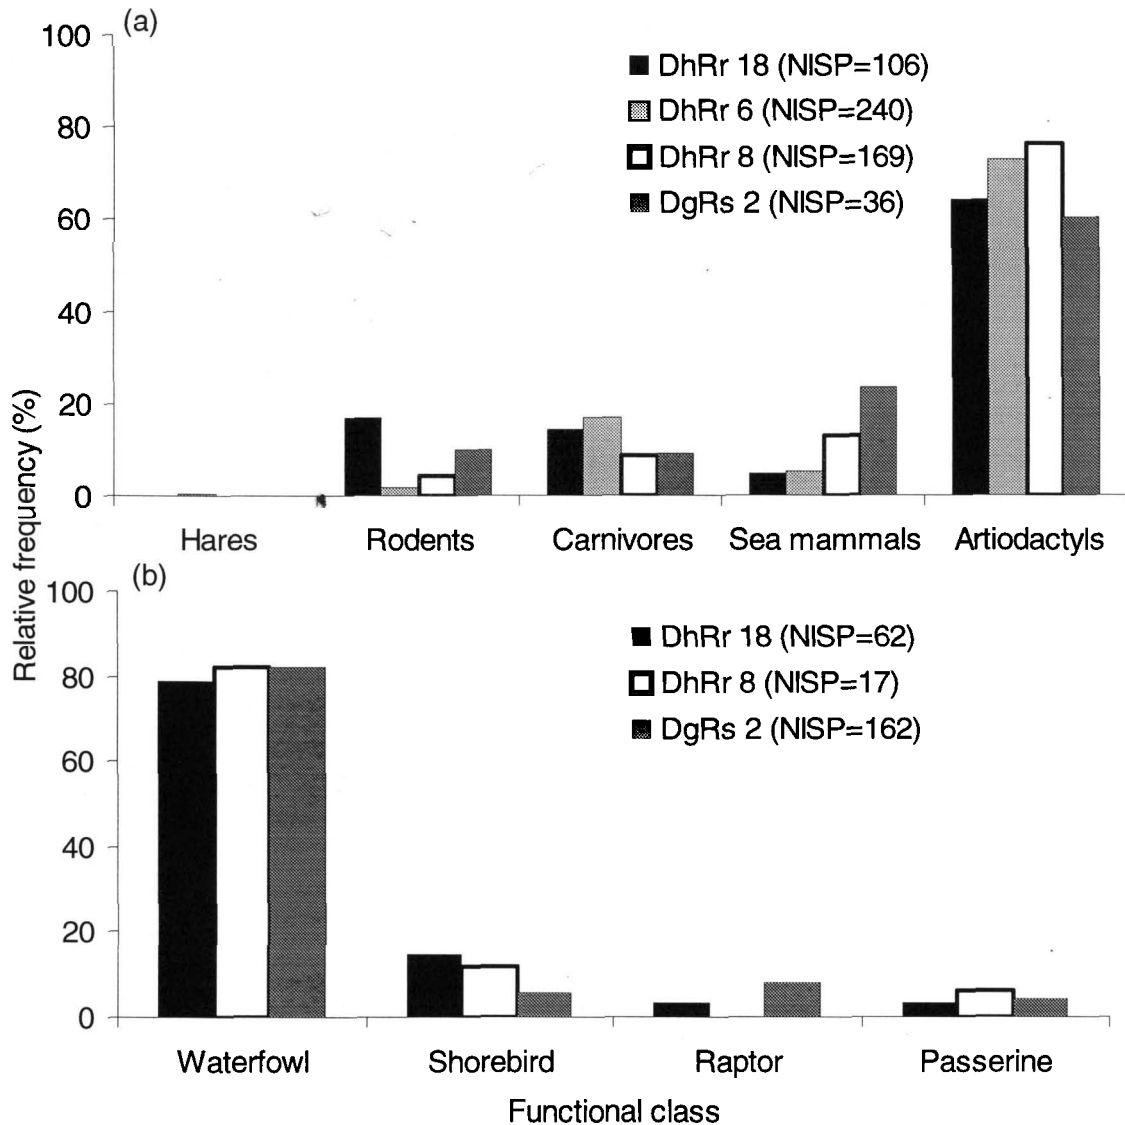 (a)
100
80
60
40
20
0
DhRr 18 (NISP=106)
DhRr 6 (NISP=240)
DhRr 8 (NISP=169)
DgRs 2 (NISP=36)
Hares Rodents Carnivores Sea mammals Artiodactyls
Relative frequency (%)
(b)
100
80
60
40
20
0
DhRr 18 (NISP=62)
DhRr 8 (NISP=17)
DgRs 2 (NISP=162)
Waterfowl Shorebird Raptor Passerine
Functional class